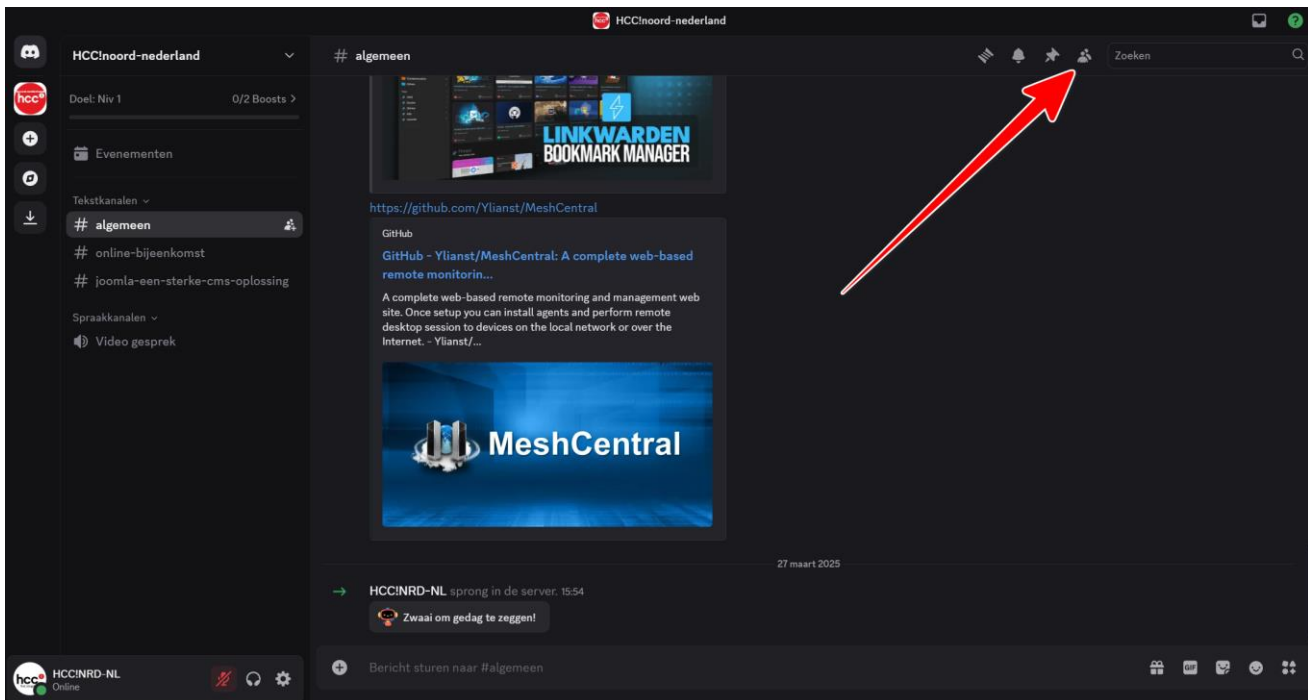 HCC!noord-nederland
HCC!noord-nederland
# algemeen
Zoeken
hcc!
Doel: Niv 1
0/2 Boosts >
Evenementen
Tekstkanalen
# algemeen
# online-bijeenkomst
# joomla-een-sterke-cms-oplossing
Spraakkanalen
Video gesprek
LINKWARDEN
BOOKMARK MANAGER
https://github.com/Ylianst/MeshCentral
GitHub
GitHub - Ylianst/MeshCentral: A complete web-based
remote monitorin...
A complete web-based remote monitoring and management web
site. Once setup you can install agents and perform remote
desktop session to devices on the local network or over the
Internet. - Ylianst/...
MeshCentral
27 maart 2025
HCC!NRD-NL sprong in de server. 15:54
Zwaai om gedag te zeggen!
hcc!
HCC!NRD-NL
Online
Bericht sturen naar #algemeen
GIF